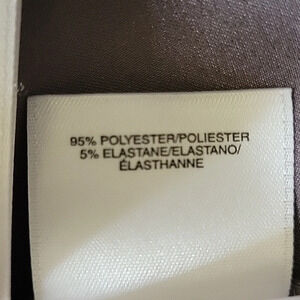 95% POLYESTER/POLIESTER
5% ELASTANE/ELASTANO/
ÉLASTHANNE